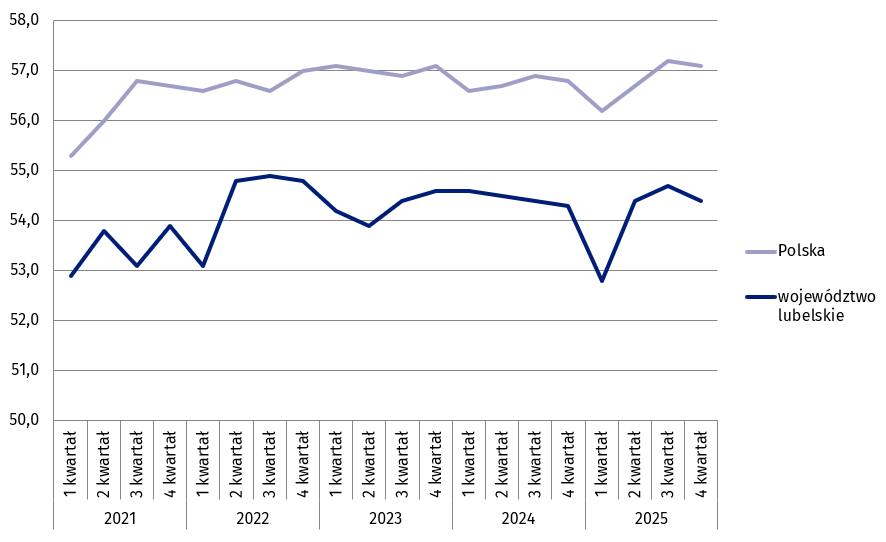 58,0
57,0
56,0
55,0
54,0
53,0
52,0
51,0
50,0
1 kwartał
2 kwartał
3 kwartał
4 kwartał
1 kwartał
2 kwartał
3 kwartał
4 kwartał
1 kwartał
2 kwartał
3 kwartał
4 kwartał
1 kwartał
2 kwartał
3 kwartał
4 kwartał
1 kwartał
2 kwartał
3 kwartał
4 kwartał
2021
2022
2023
2024
2025
Polska
województwo
lubelskie